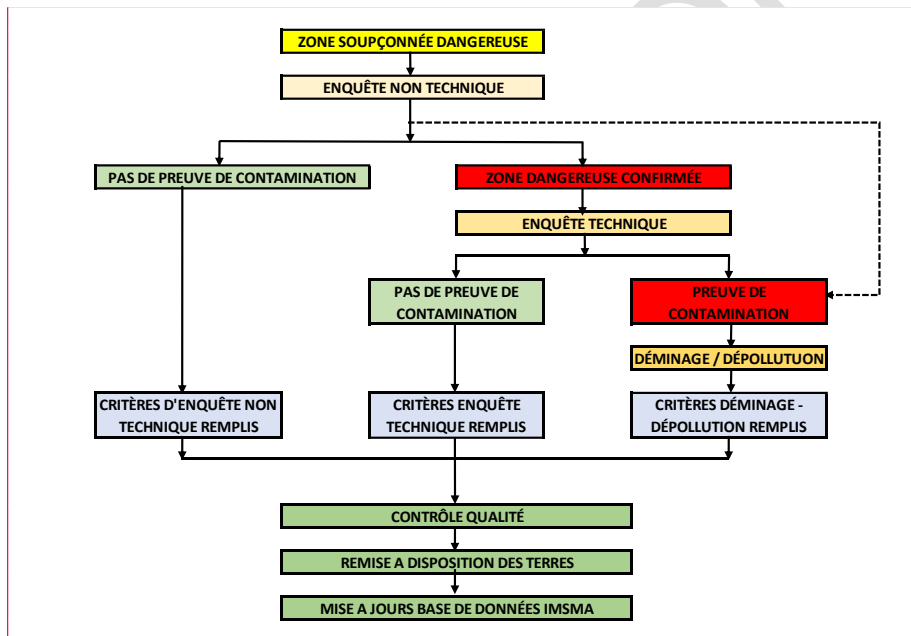 ZONE SOUPÇONNÉE DANGEREUSE
ENQUÊTE NON TECHNIQUE
PAS DE PREUVE DE CONTAMINATION
ZONE DANGEREUSE CONFIRMÉE
ENQUÊTE TECHNIQUE
PAS DE PREUVE DE
CONTAMINATION
PREUVE DE
CONTAMINATION
DÉMINAGE / DÉPOLLUTUON
CRITÈRES D'ENQUÊTE NON
TECHNIQUE REMPLIS
CRITÈRES ENQUÊTE
TECHNIQUE REMPLIS
CRITÈRES DÉMINAGE -
DÉPOLLUTION REMPLIS
CONTRÔLE QUALITÉ
REMISE A DISPOSITION DES TERRES
MISE A JOURS BASE DE DONNÉES IMSMA